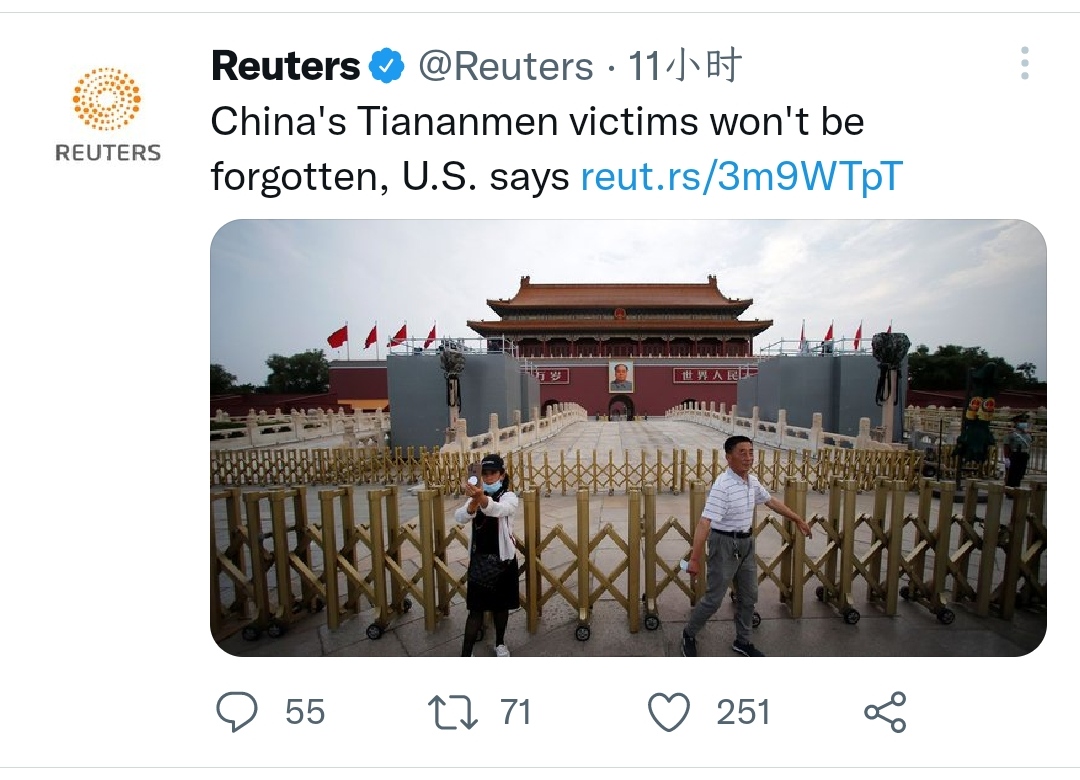 Reuters @Reuters · 11小时
REUTERS
China's Tiananmen victims won't be
forgotten, U.S. says reut.rs/3m9WTpT
万岁
世界人民
55 71 251